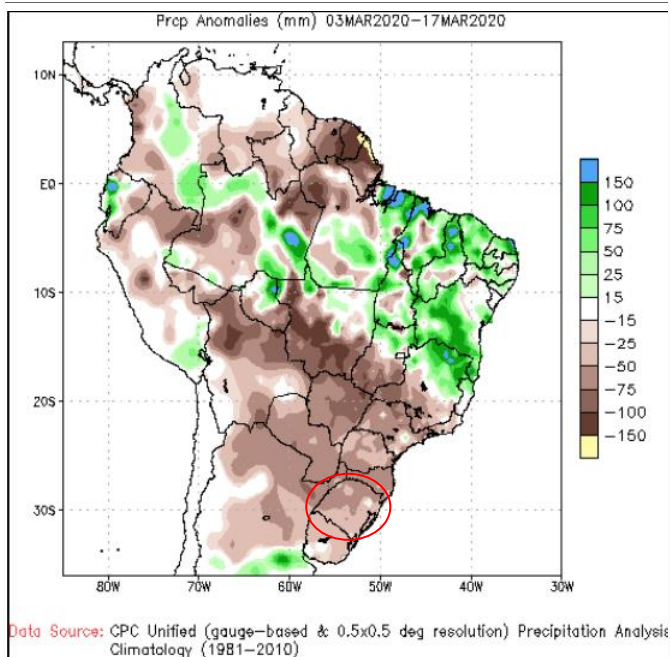 Prcp Anomalies (mm) 03MAR2020-17MAR2020
10N
EQ
10S
20S
30S
80W 70W 60W 50W 40W 30W
150
100
75
50
25
15
-15
-25
-50
-75
-100
-150
Data Source: CPC Unified (gauge-based & 0.5x0.5 deg resolution) Precipitation Analysis
Climatology (1981-2010)